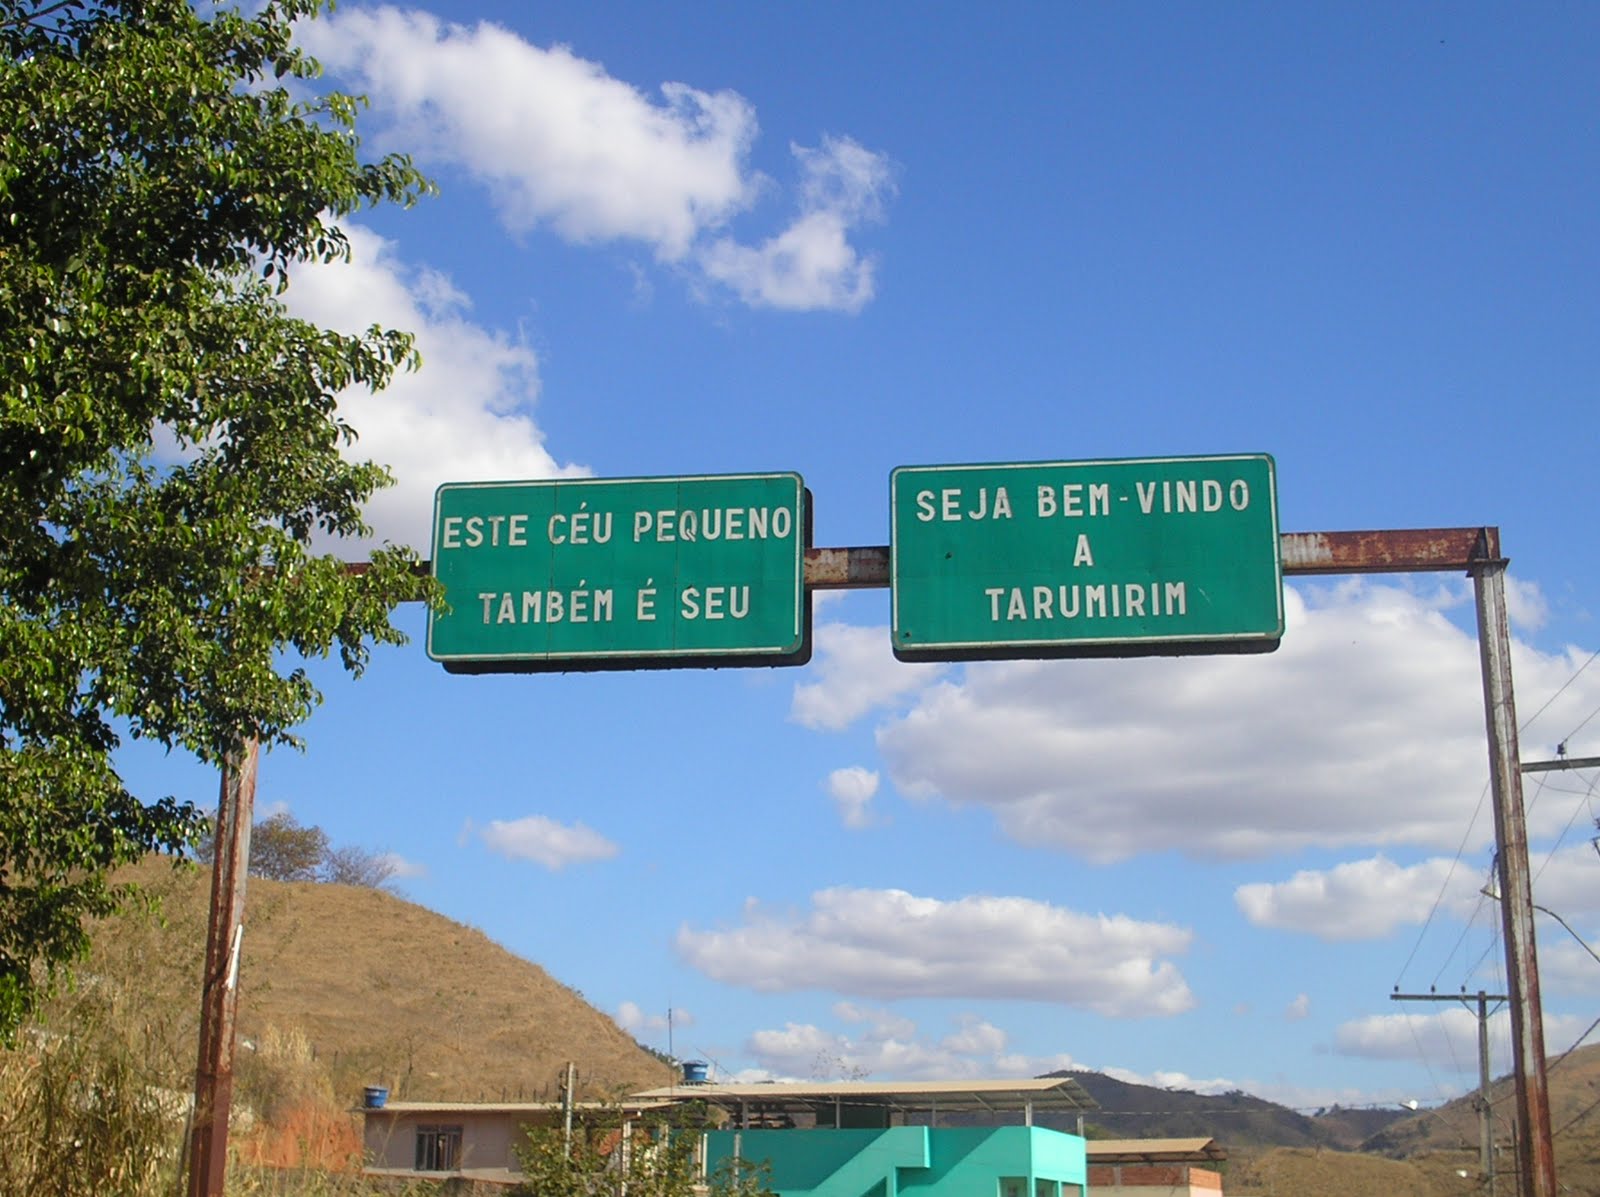 ESTE CÉU PEQUENO
TAMBÉM É SEU
SEJA BEM-VINDO
A
TARUMIRIM